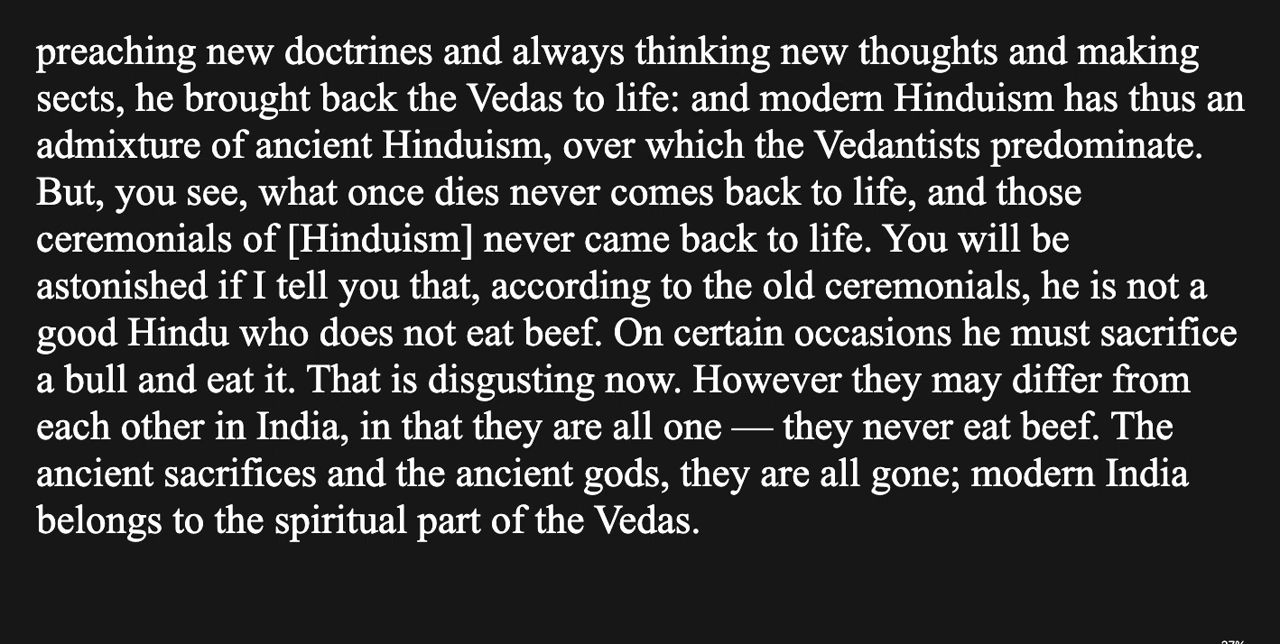 preaching new doctrines and always thinking new thoughts and making
sects, he brought back the Vedas to life: and modern Hinduism has thus an
admixture of ancient Hinduism, over which the Vedantists predominate.
But, you see, what once dies never comes back to life, and those
ceremonials of [Hinduism] never came back to life. You will be
astonished if I tell you that, according to the old ceremonials, he is not a
good Hindu who does not eat beef. On certain occasions he must sacrifice
a bull and eat it. That is disgusting now. However they may differ from
each other in India, in that they are all one — they never eat beef. The
ancient sacrifices and the ancient gods, they are all gone; modern India
belongs to the spiritual part of the Vedas.